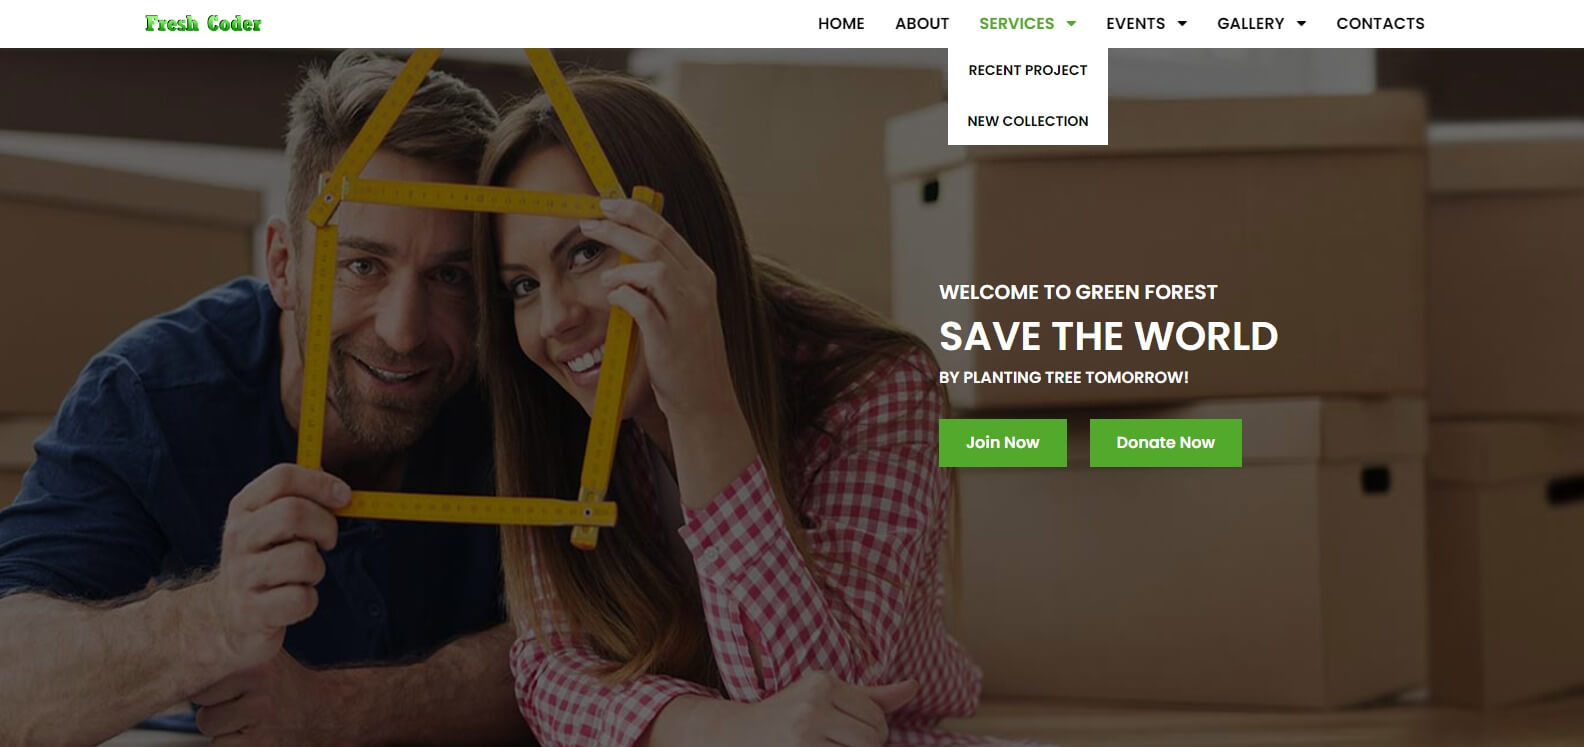 Fresh Coder
HOME ABOUT SERVICES EVENTS GALLERY CONTACTS
RECENT PROJECT
NEW COLLECTION
WELCOME TO GREEN FOREST
SAVE THE WORLD
BY PLANTING TREE TOMORROW!
Join Now Donate Now